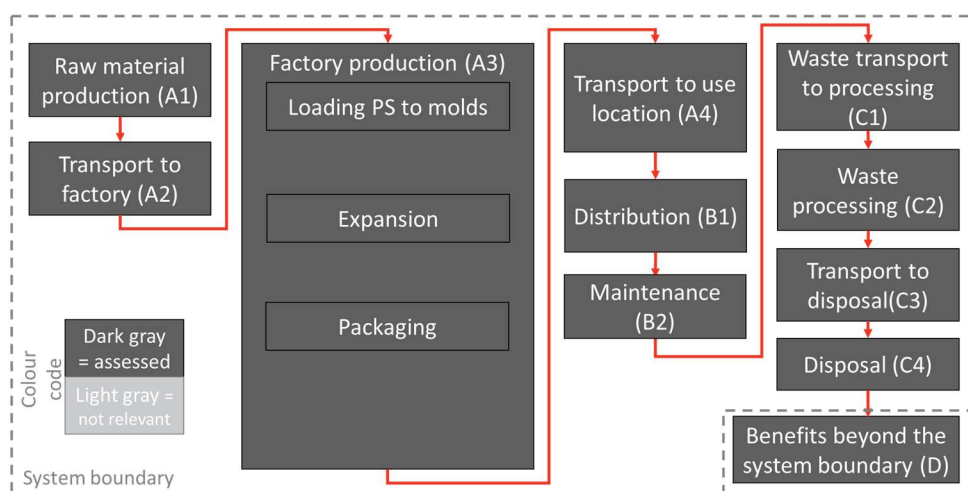 Raw material
production (A1)
Transport to
factory (A2)
Factory production (A3)
Loading PS to molds
Expansion
Packaging
Transport to use
location (A4)
Distribution (B1)
Maintenance
(B2)
Waste transport
to processing
(C1)
Waste
processing (C2)
Transport to
disposal(C3)
Disposal (C4)
Benefits beyond the
system boundary (D)
Colour
code
Dark gray
= assessed
Light gray =
not relevant
System boundary